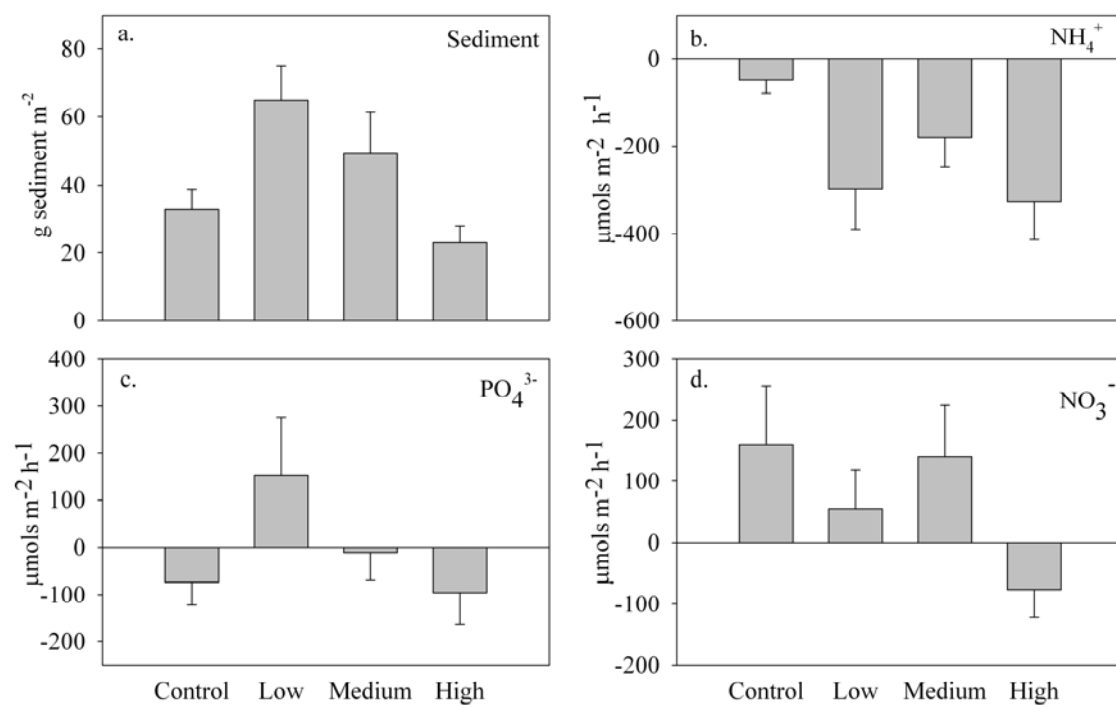 a.
Sediment
80
60
40
20
0
g sediment m⁻²
b.
NH₄⁺
0
-200
-400
-600
μmols m⁻² h⁻¹
c.
PO₄³⁻
400
300
200
100
0
-100
-200
μmols m⁻² h⁻¹
Control Low Medium High
d.
NO₃⁻
300
200
100
0
-100
-200
μmols m⁻² h⁻¹
Control Low Medium High